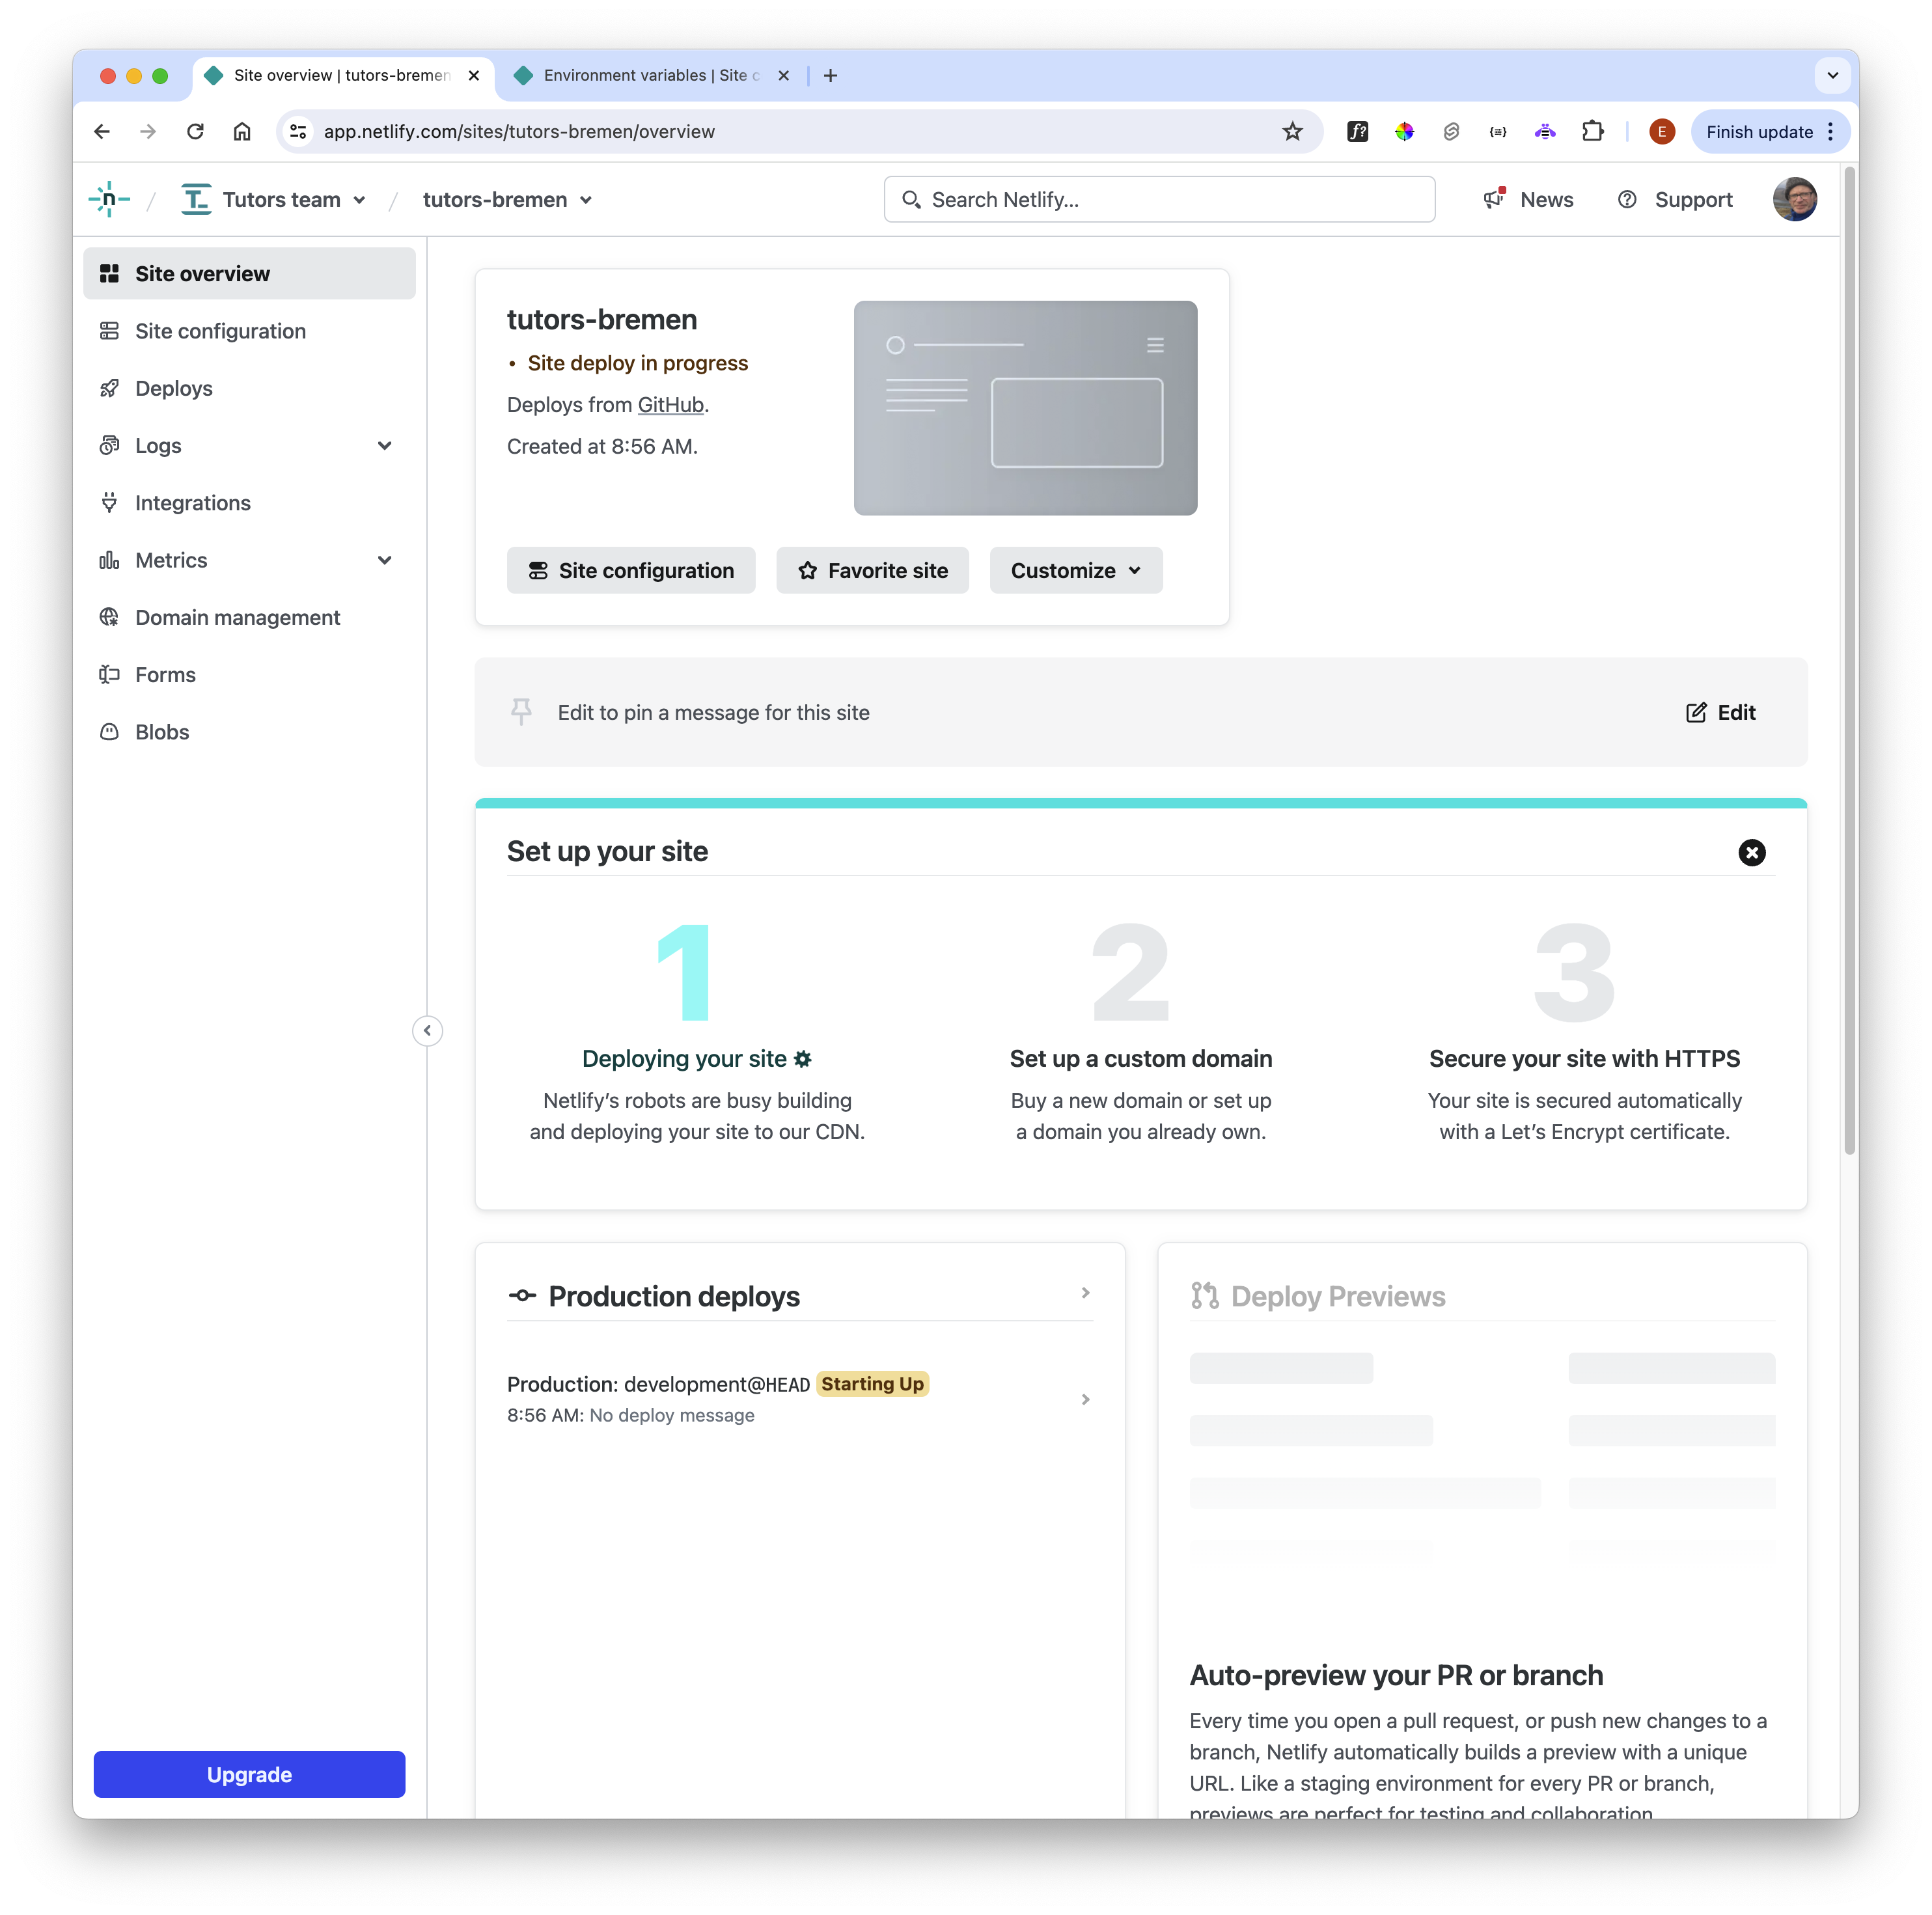 Site overview | tutors-bremen
Environment variables | Site c
app.netlify.com/sites/tutors-bremen/overview
E
Finish update
n / Tutors team / tutors-bremen
Search Netlify...
News
Support
Site overview
Site configuration
Deploys
Logs
Integrations
Metrics
Domain management
Forms
Blobs
Upgrade
tutors-bremen
• Site deploy in progress
Deploys from GitHub.
Created at 8:56 AM.
Site configuration
Favorite site
Customize
Edit to pin a message for this site
Edit
Set up your site
1
Deploying your site
Netlify’s robots are busy building
and deploying your site to our CDN.
2
Set up a custom domain
Buy a new domain or set up
a domain you already own.
3
Secure your site with HTTPS
Your site is secured automatically
with a Let’s Encrypt certificate.
Production deploys
Production: development@HEAD Starting Up
8:56 AM: No deploy message
Deploy Previews
Auto-preview your PR or branch
Every time you open a pull request, or push new changes to a
branch, Netlify automatically builds a preview with a unique
URL. Like a staging environment for every PR or branch,
previews are perfect for testing and collaboration.